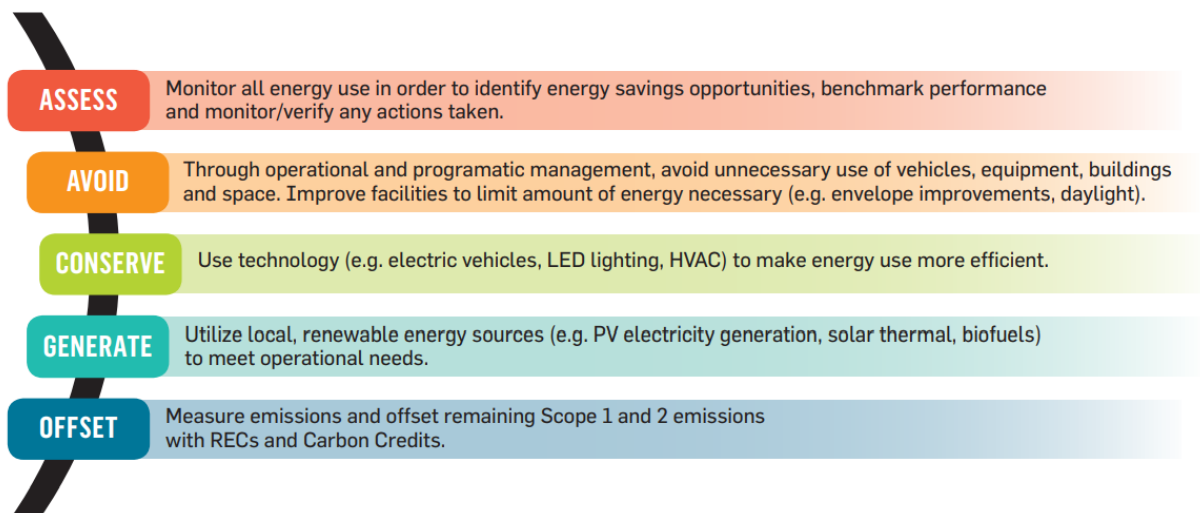 ASSESS
Monitor all energy use in order to identify energy savings opportunities, benchmark performance
and monitor/verify any actions taken.
AVOID
Through operational and programatic management, avoid unnecessary use of vehicles, equipment, buildings
and space. Improve facilities to limit amount of energy necessary (e.g. envelope improvements, daylight).
CONSERVE
Use technology (e.g. electric vehicles, LED lighting, HVAC) to make energy use more efficient.
GENERATE
Utilize local, renewable energy sources (e.g. PV electricity generation, solar thermal, biofuels)
to meet operational needs.
OFFSET
Measure emissions and offset remaining Scope 1 and 2 emissions
with RECs and Carbon Credits.